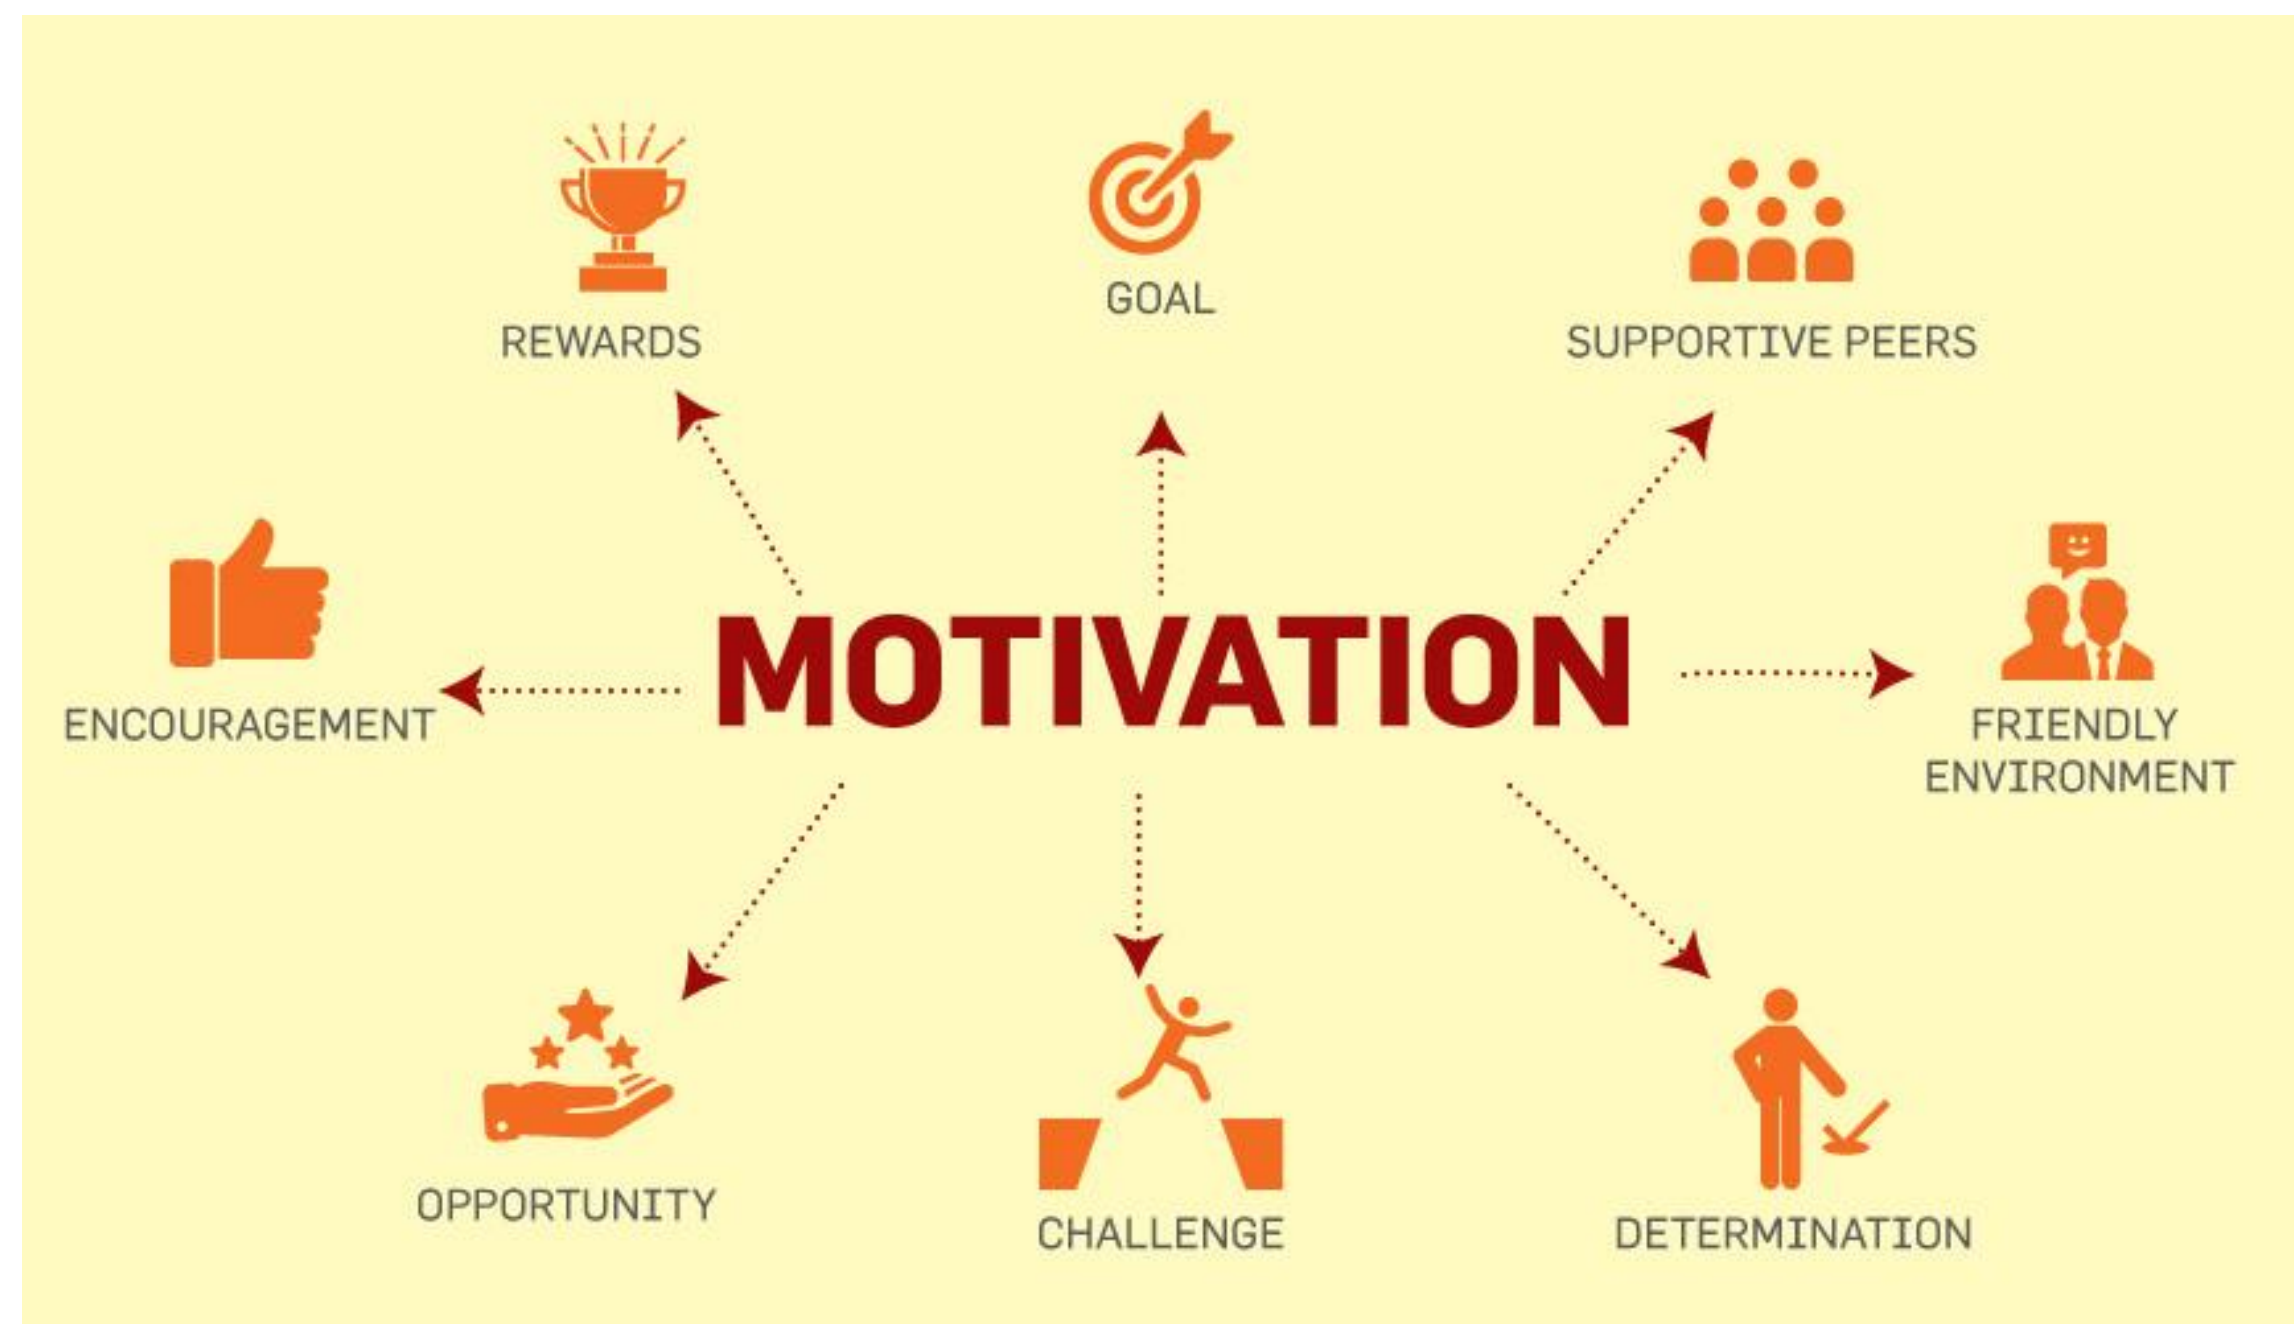 GOAL
REWARDS
SUPPORTIVE PEERS
MOTIVATION
ENCOURAGEMENT
FRIENDLY
ENVIRONMENT
OPPORTUNITY
CHALLENGE
DETERMINATION